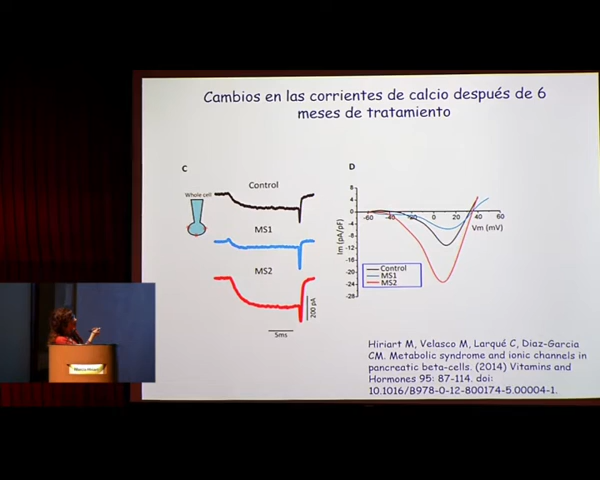 Cambios en las corrientes de calcio después de 6
meses de tratamiento
C
Whole cell
Control
MS1
MS2
200 pA
5ms
D
Im (pA/pF)
8
4
0
-4
-8
-12
-16
-20
-24
-28
-60
-40
-20
0
20
40
60
Vm (mV)
Control
MS1
MS2
Hiriart M, Velasco M, Larqué C, Diaz-Garcia
CM. Metabolic syndrome and ionic channels in
pancreatic beta-cells. (2014) Vitamins and
Hormones 95: 87-114. doi:
10.1016/B978-0-12-800174-5.00004-1.